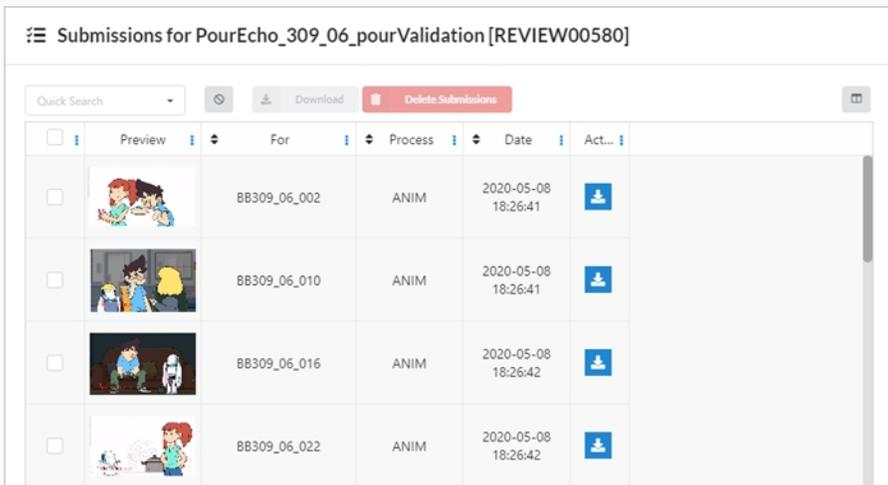 Submissions for PourEcho_309_06_pourValidation [REVIEW00580]
Quick Search
Download
Delete Submissions
Preview For Process Date Act...
BB309_06_002 ANIM 2020-05-08
18:26:41
BB309_06_010 ANIM 2020-05-08
18:26:41
BB309_06_016 ANIM 2020-05-08
18:26:42
BB309_06_022 ANIM 2020-05-08
18:26:42